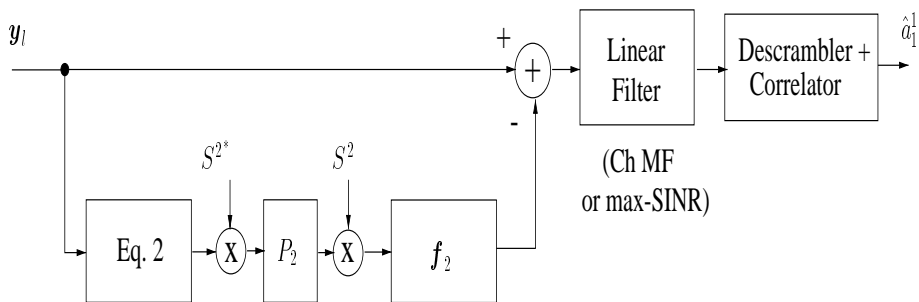 y_l
+
+
-
Linear
Filter
Descrambler +
Correlator
â_1^1
(Ch MF
or max-SINR)
S^{2*}
S^2
Eq. 2
X
P_2
X
f_2